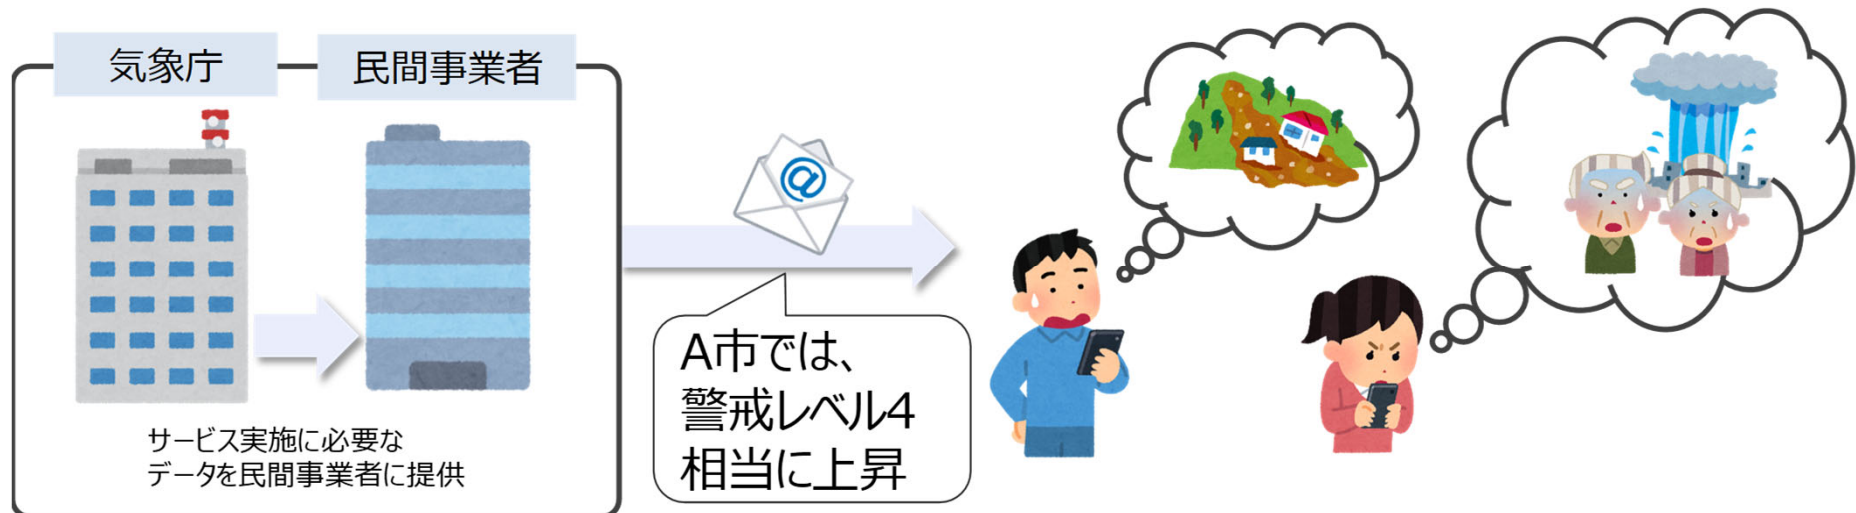 気象庁
民間事業者
サービス実施に必要な
データを民間事業者に提供
@
A市では、
警戒レベル4
相当に上昇